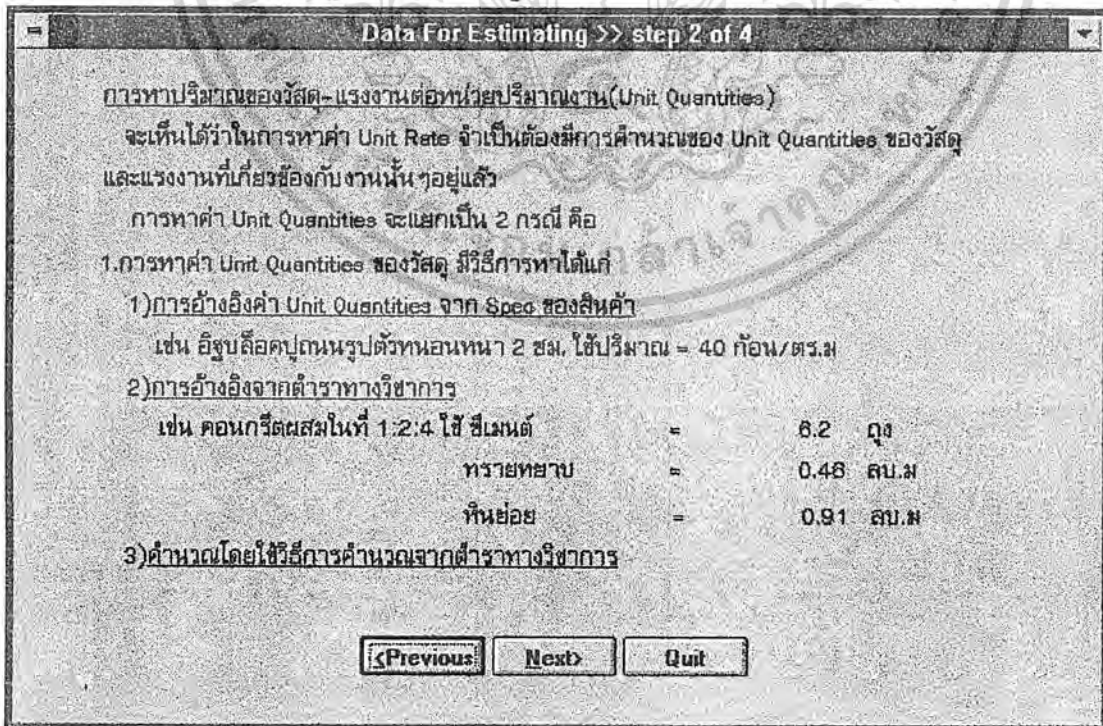 Data For Estimating >> step 2 of 4
การหาปริมาณของวัสดุ-แรงงานต่อหน่วยปริมาณงาน(Unit Quantities)
จะเห็นได้ว่าในการหาค่า Unit Rate จำเป็นต้องมีการคำนวณของ Unit Quantities ของวัสดุ
และแรงงานที่เกี่ยวข้องกับงานนั้นๆอยู่แล้ว
การหาค่า Unit Quantities จะแยกเป็น 2 กรณี คือ
1.การหาค่า Unit Quantities ของวัสดุ มีวิธีการหาได้แก่
1)การอ้างอิงค่า Unit Quantities จาก Spec ของสินค้า
เช่น อิฐบล็อคปูถนนรูปตัวหนอนหนา 2 ซม. ใช้ปริมาณ = 40 ก้อน/ตร.ม
2)การอ้างอิงจากตำราทางวิชาการ
เช่น คอนกรีตผสมในที่ 1:2:4 ใช้ ซีเมนต์ = 6.2 ถุง
ทรายหยาบ = 0.46 ลบ.ม
หินย่อย = 0.91 ลบ.ม
3)คำนวณโดยใช้วิธีการคำนวณจากตำราทางวิชาการ
<Previous Next> Quit